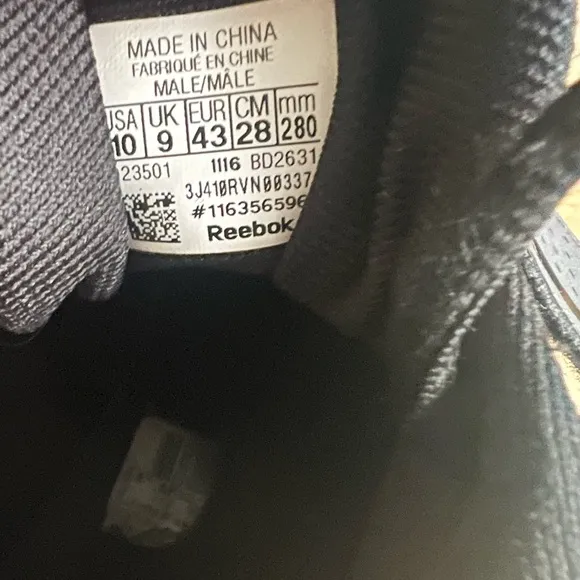 MADE IN CHINA
FABRIQUÉ EN CHINE
MALE/MÂLE
USA UK EUR CM mm
10 9 43 28 280
23501 1116 BD2631
3J410RVN00337
#116356596
Reebok